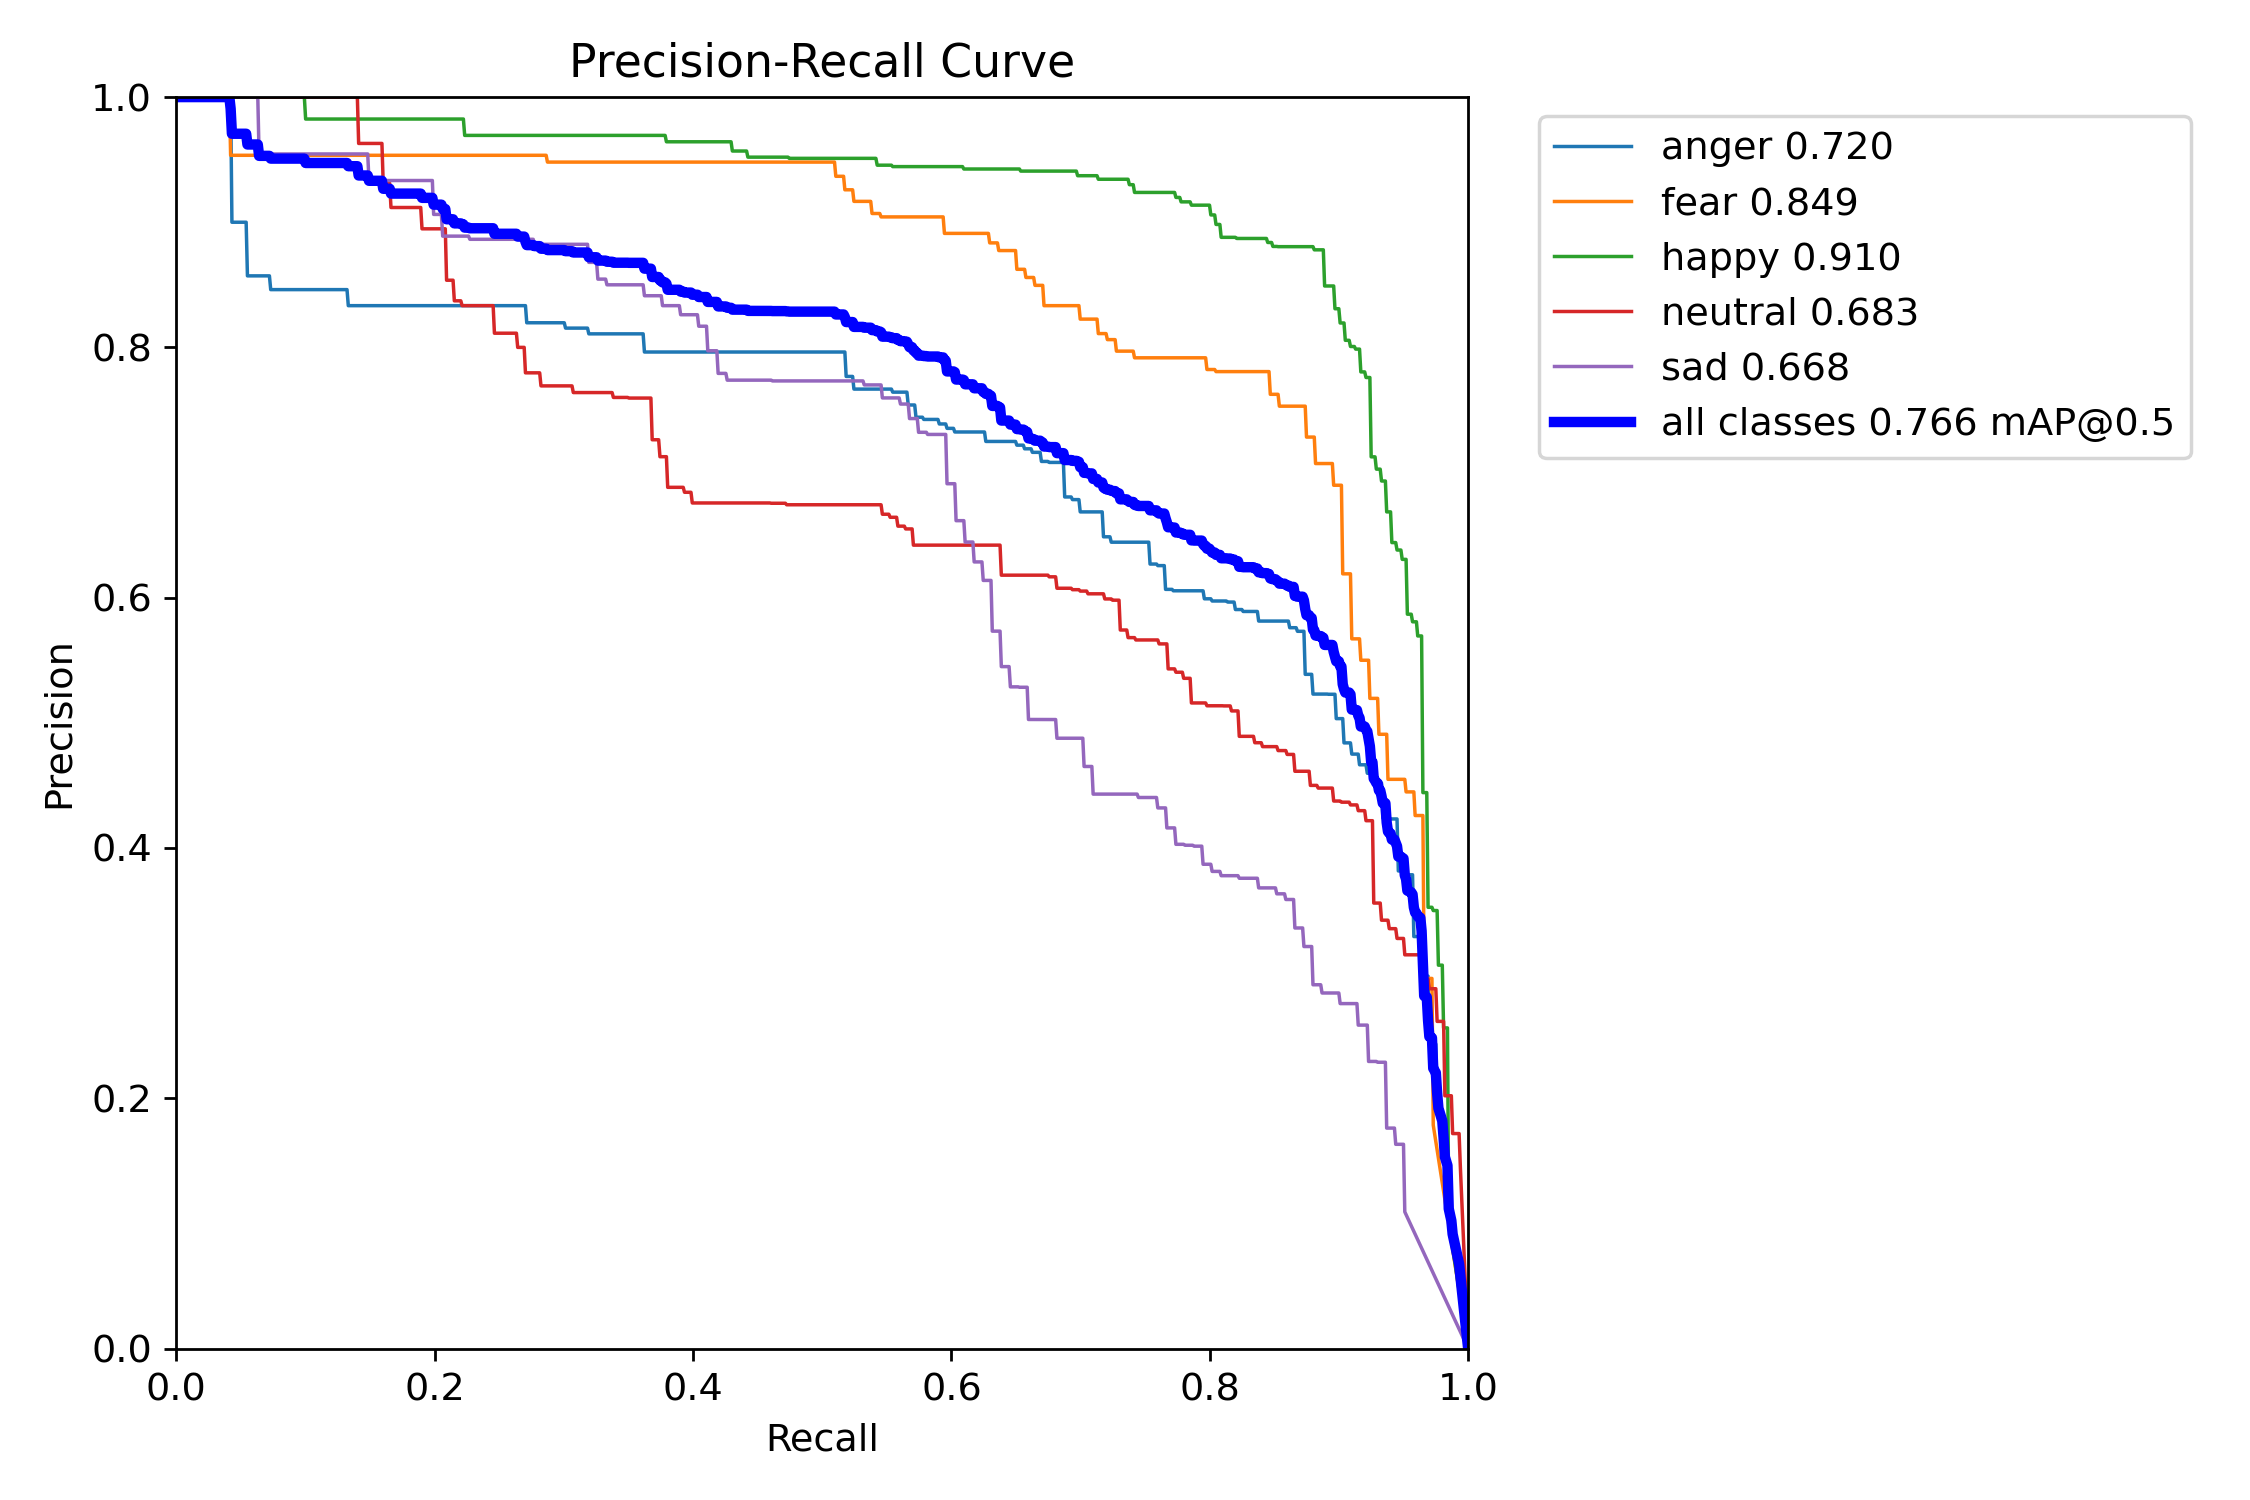 Precision-Recall Curve
1.0
0.8
0.6
0.4
0.2
0.0
Precision
0.0 0.2 0.4 0.6 0.8 1.0
Recall
anger 0.720
fear 0.849
happy 0.910
neutral 0.683
sad 0.668
all classes 0.766 mAP@0.5